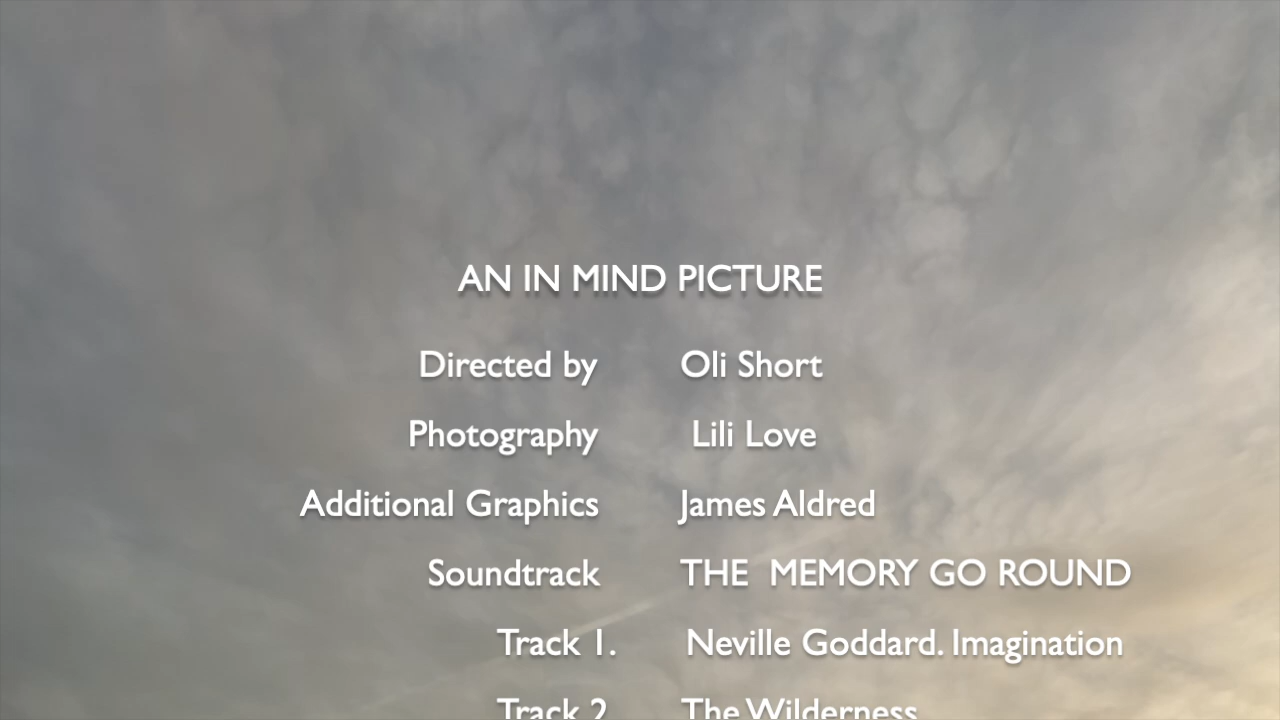 AN IN MIND PICTURE
Directed by Oli Short
Photography Lili Love
Additional Graphics James Aldred
Soundtrack THE MEMORY GO ROUND
Track 1. Neville Goddard. Imagination
Track 2 The Wilderness